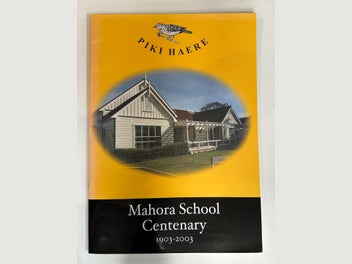 PIKI HAERE
Mahora School
Centenary
1903-2003